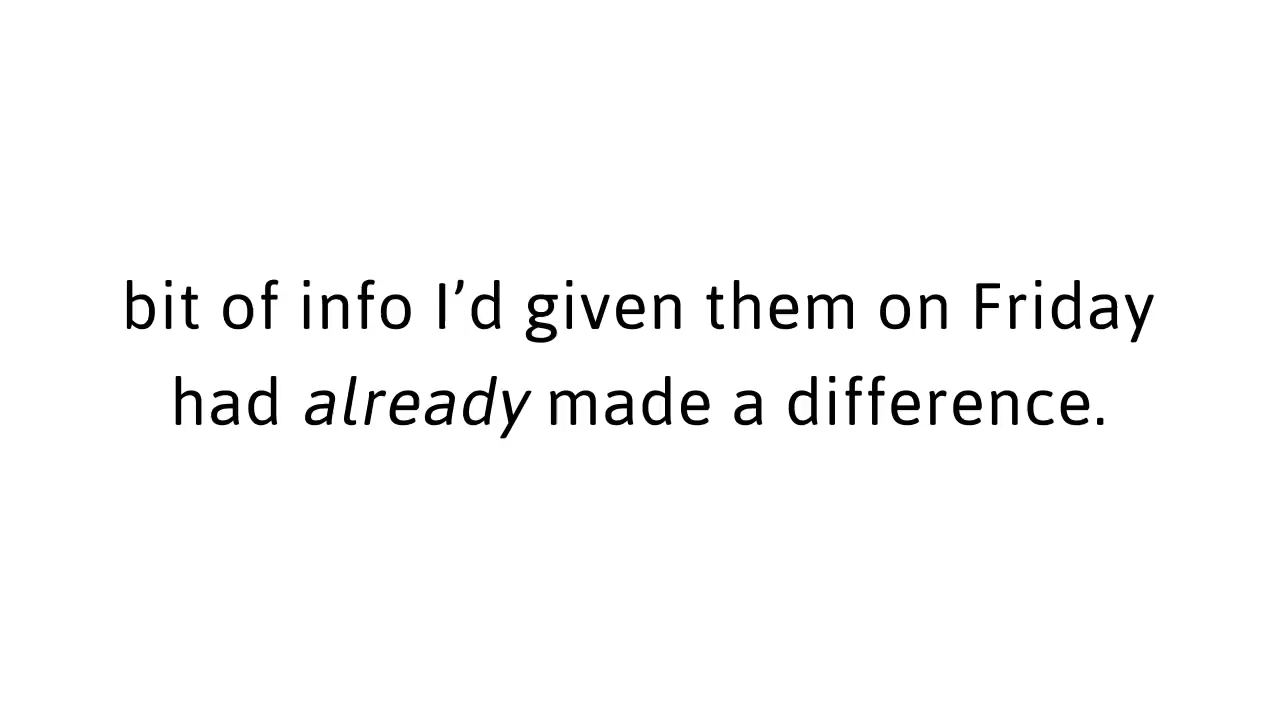 bit of info I’d given them on Friday
had already made a difference.